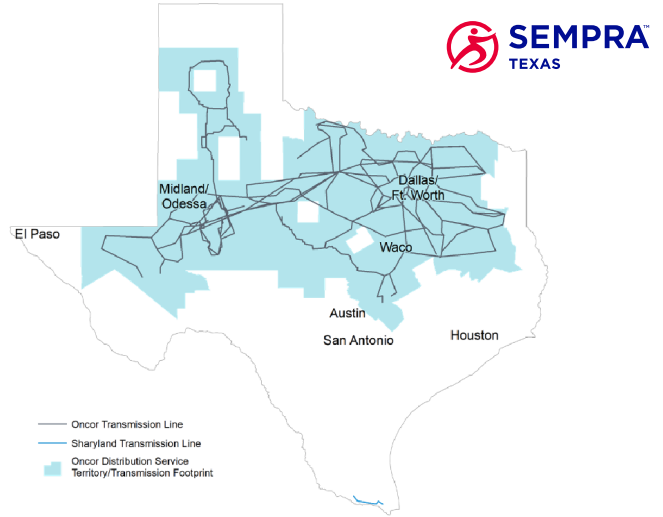 SEMPRA™
TEXAS
Midland/
Odessa
Dallas/
Ft. Worth
El Paso
Waco
Austin
San Antonio
Houston
Oncor Transmission Line
Sharyland Transmission Line
Oncor Distribution Service
Territory/Transmission Footprint